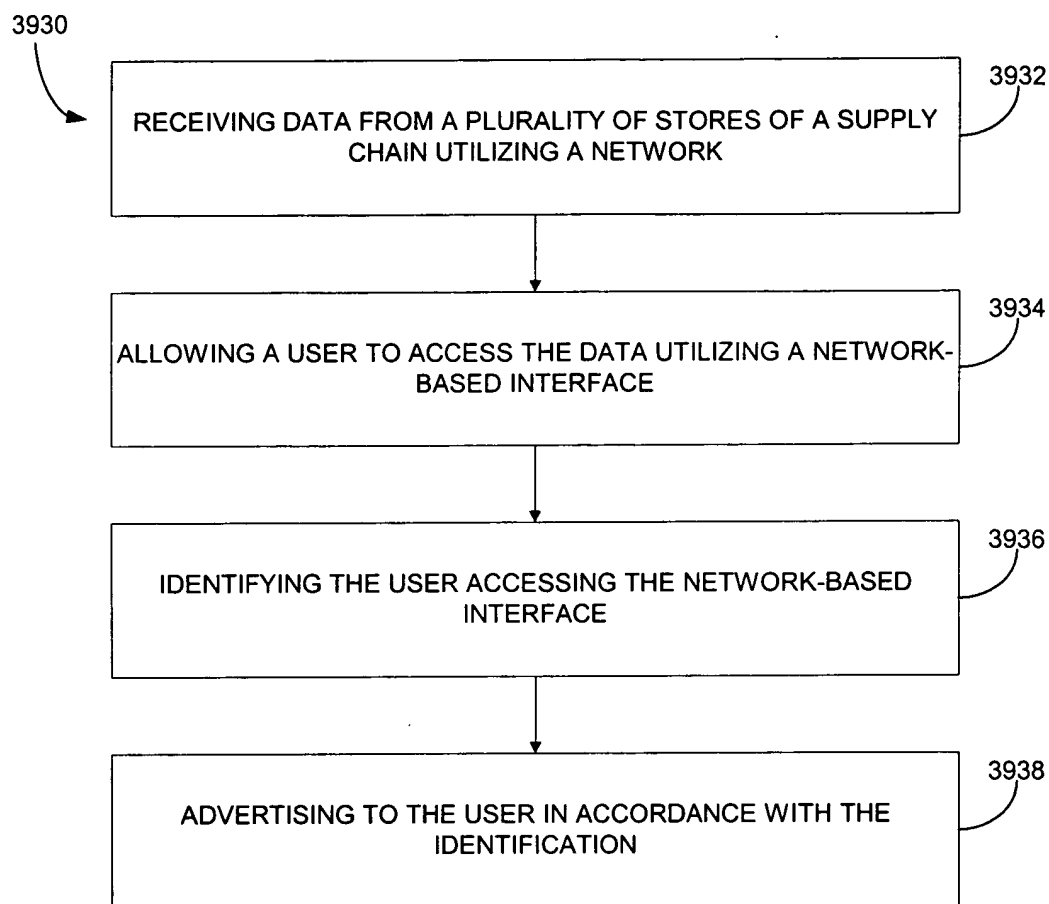 3930
3932
RECEIVING DATA FROM A PLURALITY OF STORES OF A SUPPLY
CHAIN UTILIZING A NETWORK
3934
ALLOWING A USER TO ACCESS THE DATA UTILIZING A NETWORK-
BASED INTERFACE
3936
IDENTIFYING THE USER ACCESSING THE NETWORK-BASED
INTERFACE
3938
ADVERTISING TO THE USER IN ACCORDANCE WITH THE
IDENTIFICATION